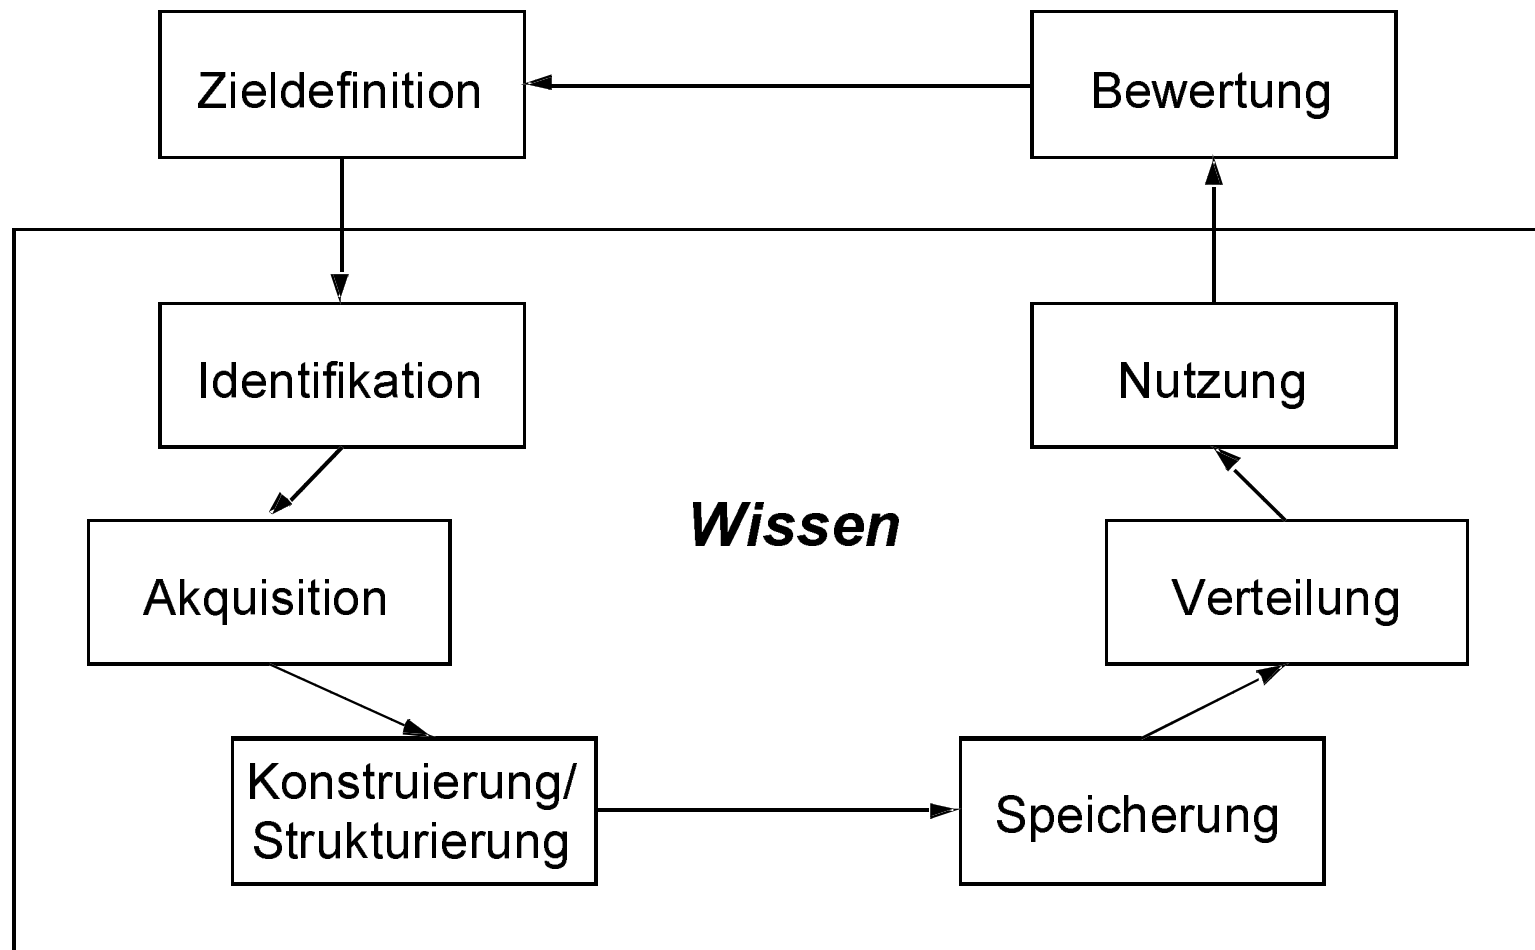 Zieldefinition
Bewertung
Identifikation
Nutzung
Wissen
Akquisition
Verteilung
Konstruierung/
Strukturierung
Speicherung